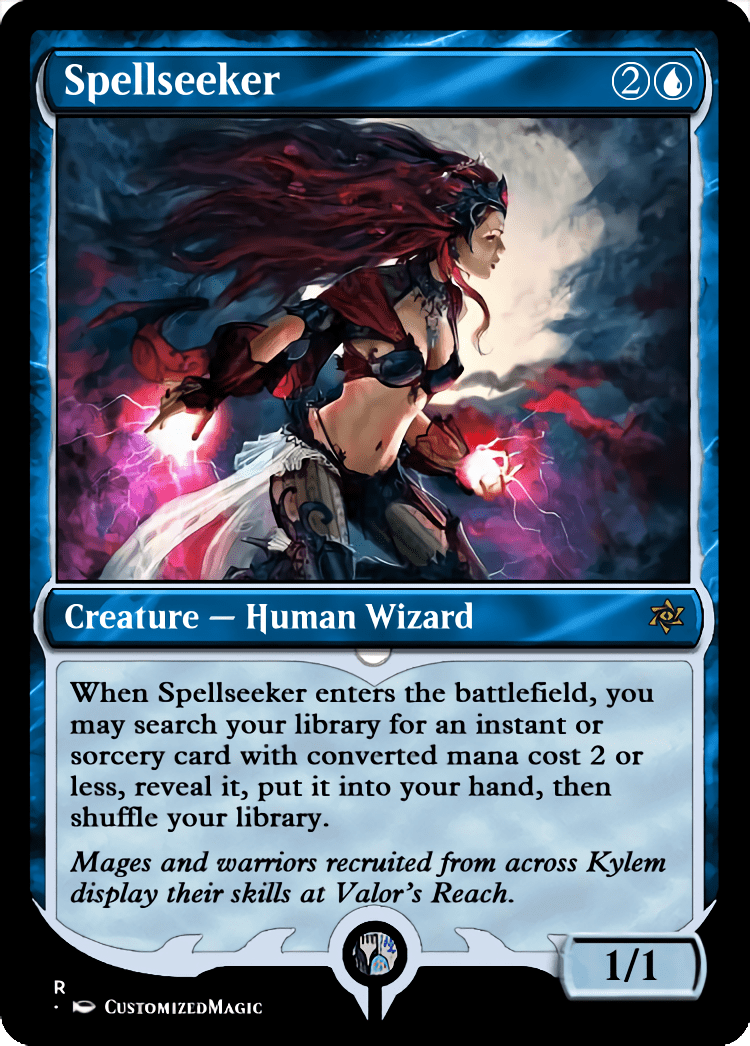 Spellseeker 2
Creature — Human Wizard
When Spellseeker enters the battlefield, you
may search your library for an instant or
sorcery card with converted mana cost 2 or
less, reveal it, put it into your hand, then
shuffle your library.
Mages and warriors recruited from across Kylem
display their skills at Valor's Reach.
1/1
R
· CustomizedMagic